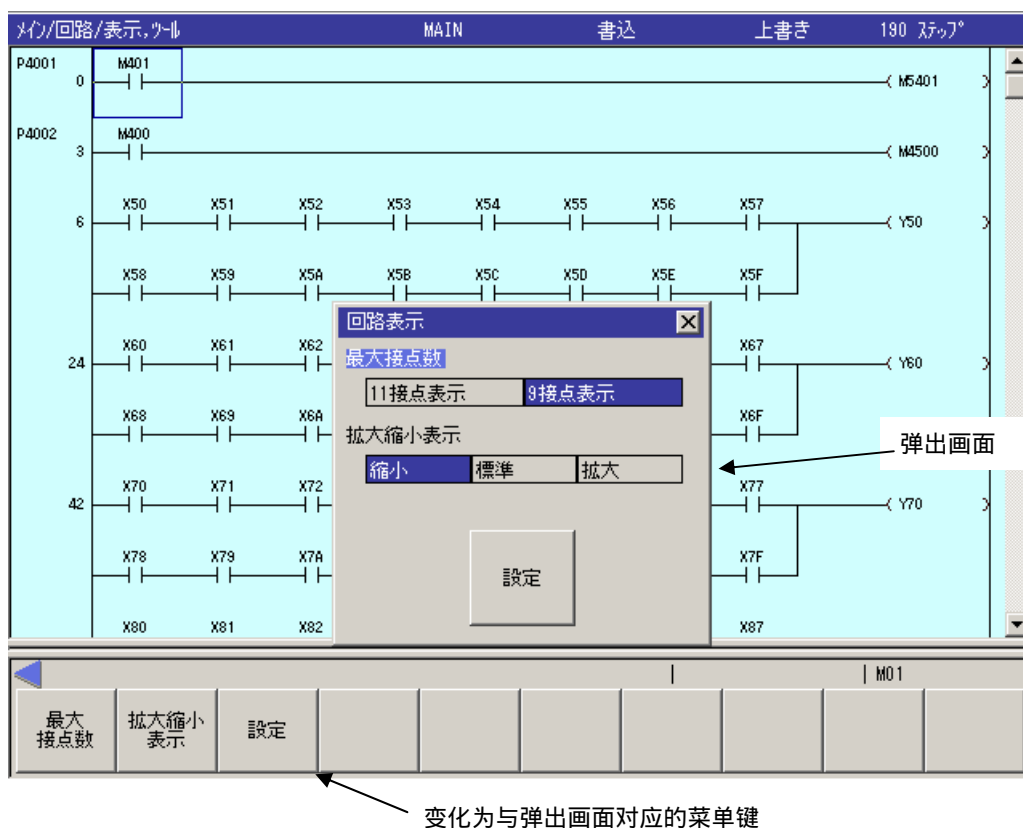 ﾒｲﾝ/回路/表示,ﾂｰﾙ MAIN 書込 上書き 190 ｽﾃｯﾌﾟ
P4001 M401
0 M5401
P4002 M400
3 M4500
X50 X51 X52 X53 X54 X55 X56 X57
6 Y50
X58 X59 X5A X5B X5C X5D X5E X5F
X60 X61 X62 X67
24 Y60
X68 X69 X6A X6F
X70 X71 X72 X77
42 Y70
X78 X79 X7A X7F
X80 X81 X82 X87
回路表示
最大接点数
11接点表示 9接点表示
拡大縮小表示
縮小 標準 拡大
設定
弹出画面
M01
最大
接点数
拡大縮小
表示
設定
变化为与弹出画面对应的菜单键